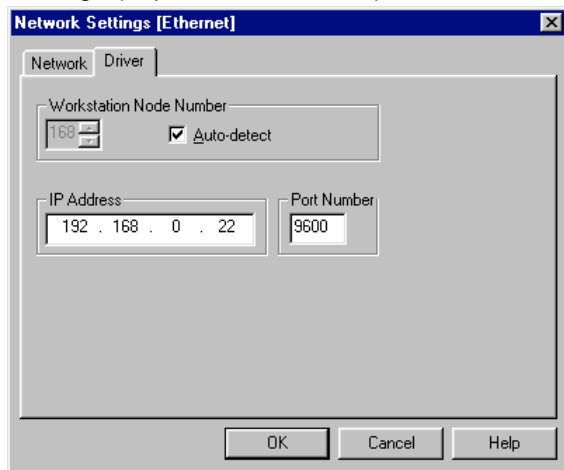 Network Settings [Ethernet]
Network Driver
Workstation Node Number
168 Auto-detect
IP Address Port Number
192 . 168 . 0 . 22 9600
OK Cancel Help